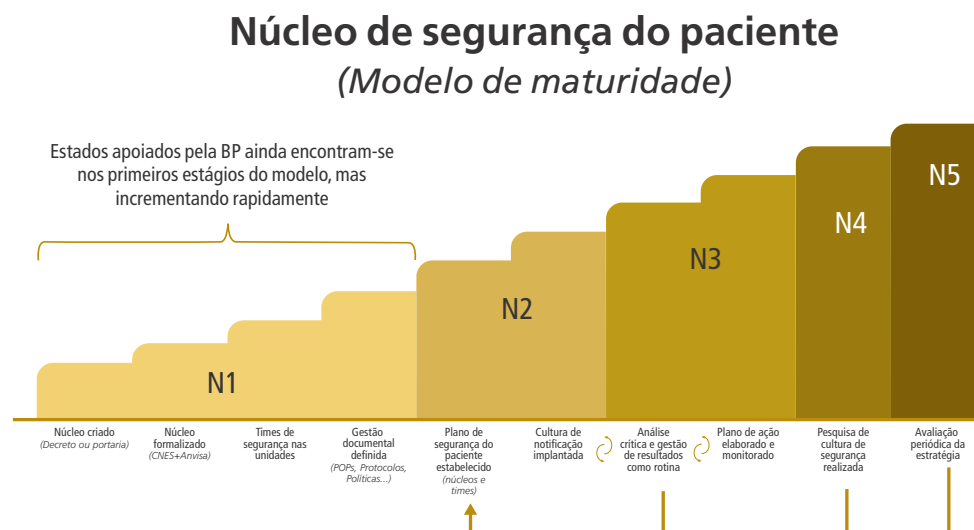 Núcleo de segurança do paciente
(Modelo de maturidade)
Estados apoiados pela BP ainda encontram-se
nos primeiros estágios do modelo, mas
incrementando rapidamente
N1
N2
N3
N4
N5
Núcleo criado
(Decreto ou portaria)
Núcleo
formalizado
(CNES+Anvisa)
Times de
segurança nas
unidades
Gestão
documental
definida
(POPs, Protocolos,
Políticas...)
Plano de
segurança do
paciente
estabelecido
(núcleos e
times)
Cultura de
notificação
implantada
Análise
crítica e gestão
de resultados
como rotina
Plano de ação
elaborado e
monitorado
Pesquisa de
cultura de
segurança
realizada
Avaliação
periódica da
estratégia